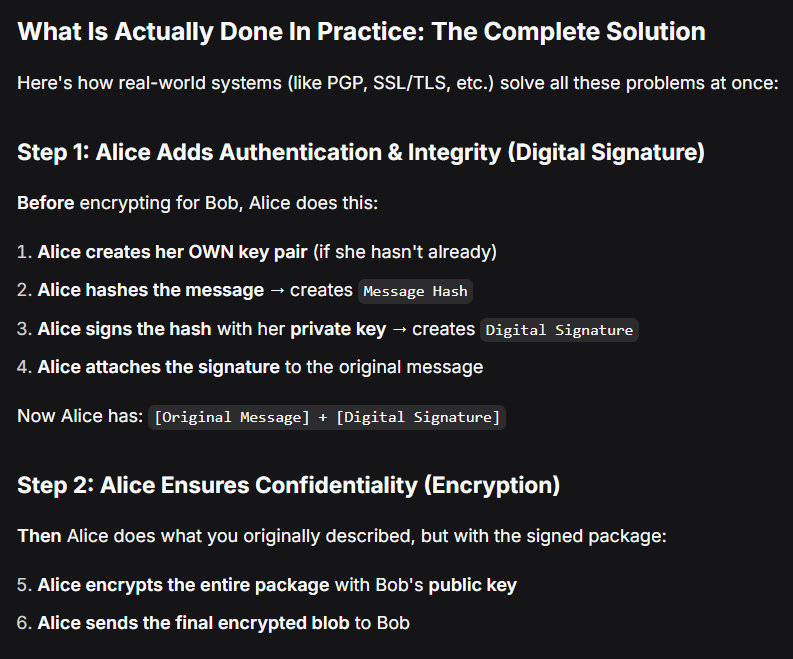 What Is Actually Done In Practice: The Complete Solution
Here's how real-world systems (like PGP, SSL/TLS, etc.) solve all these problems at once:
Step 1: Alice Adds Authentication & Integrity (Digital Signature)
Before encrypting for Bob, Alice does this:
1. Alice creates her OWN key pair (if she hasn't already)
2. Alice hashes the message → creates Message Hash
3. Alice signs the hash with her private key → creates Digital Signature
4. Alice attaches the signature to the original message
Now Alice has: [Original Message] + [Digital Signature]
Step 2: Alice Ensures Confidentiality (Encryption)
Then Alice does what you originally described, but with the signed package:
5. Alice encrypts the entire package with Bob's public key
6. Alice sends the final encrypted blob to Bob